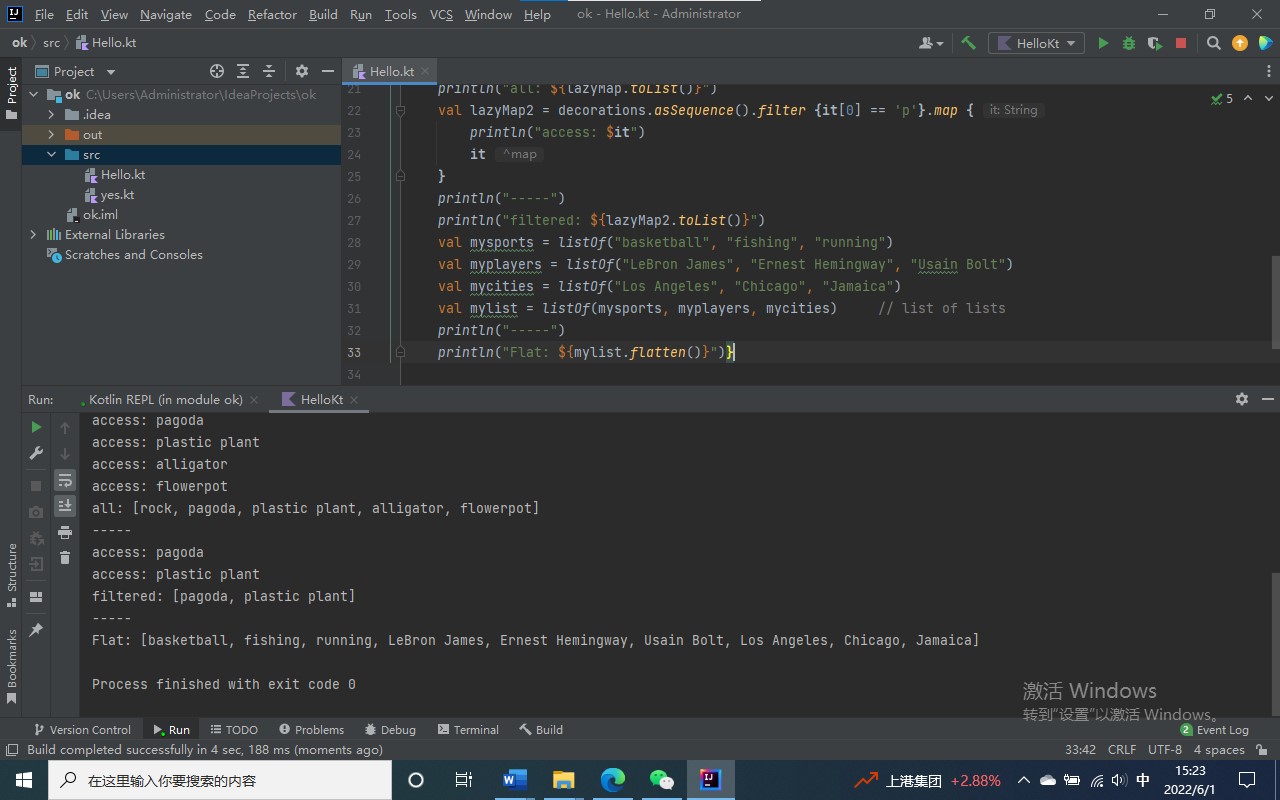 File Edit View Navigate Code Refactor Build Run Tools VCS Window Help ok - Hello.kt - Administrator
ok src Hello.kt HelloKt
Project Hello.kt
Project
ok C:\Users\Administrator\IdeaProjects\ok
.idea
out
src
Hello.kt
yes.kt
ok.iml
External Libraries
Scratches and Consoles
5
21 println("all: ${lazyMap.toList()}")
22 val lazyMap2 = decorations.asSequence().filter {it[0] == 'p'}.map { it: String
23 println("access: $it")
24 it ^map
25 }
26 println("-----")
27 println("filtered: ${lazyMap2.toList()}")
28 val mysports = listOf("basketball", "fishing", "running")
29 val myplayers = listOf("LeBron James", "Ernest Hemingway", "Usain Bolt")
30 val mycities = listOf("Los Angeles", "Chicago", "Jamaica")
31 val mylist = listOf(mysports, myplayers, mycities) // list of lists
32 println("-----")
33 println("Flat: ${mylist.flatten()}")}
34
Run: Kotlin REPL (in module ok) HelloKt
access: pagoda
access: plastic plant
access: alligator
access: flowerpot
all: [rock, pagoda, plastic plant, alligator, flowerpot]
-----
access: pagoda
access: plastic plant
filtered: [pagoda, plastic plant]
-----
Flat: [basketball, fishing, running, LeBron James, Ernest Hemingway, Usain Bolt, Los Angeles, Chicago, Jamaica]
Process finished with exit code 0
Structure
Bookmarks
激活 Windows
转到“设置”以激活 Windows。
Version Control Run TODO Problems Debug Terminal Build 2 Event Log
Build completed successfully in 4 sec, 188 ms (moments ago) 33:42 CRLF UTF-8 4 spaces
在这里输入你要搜索的内容 上港集团 +2.88% 中 15:23
2022/6/1